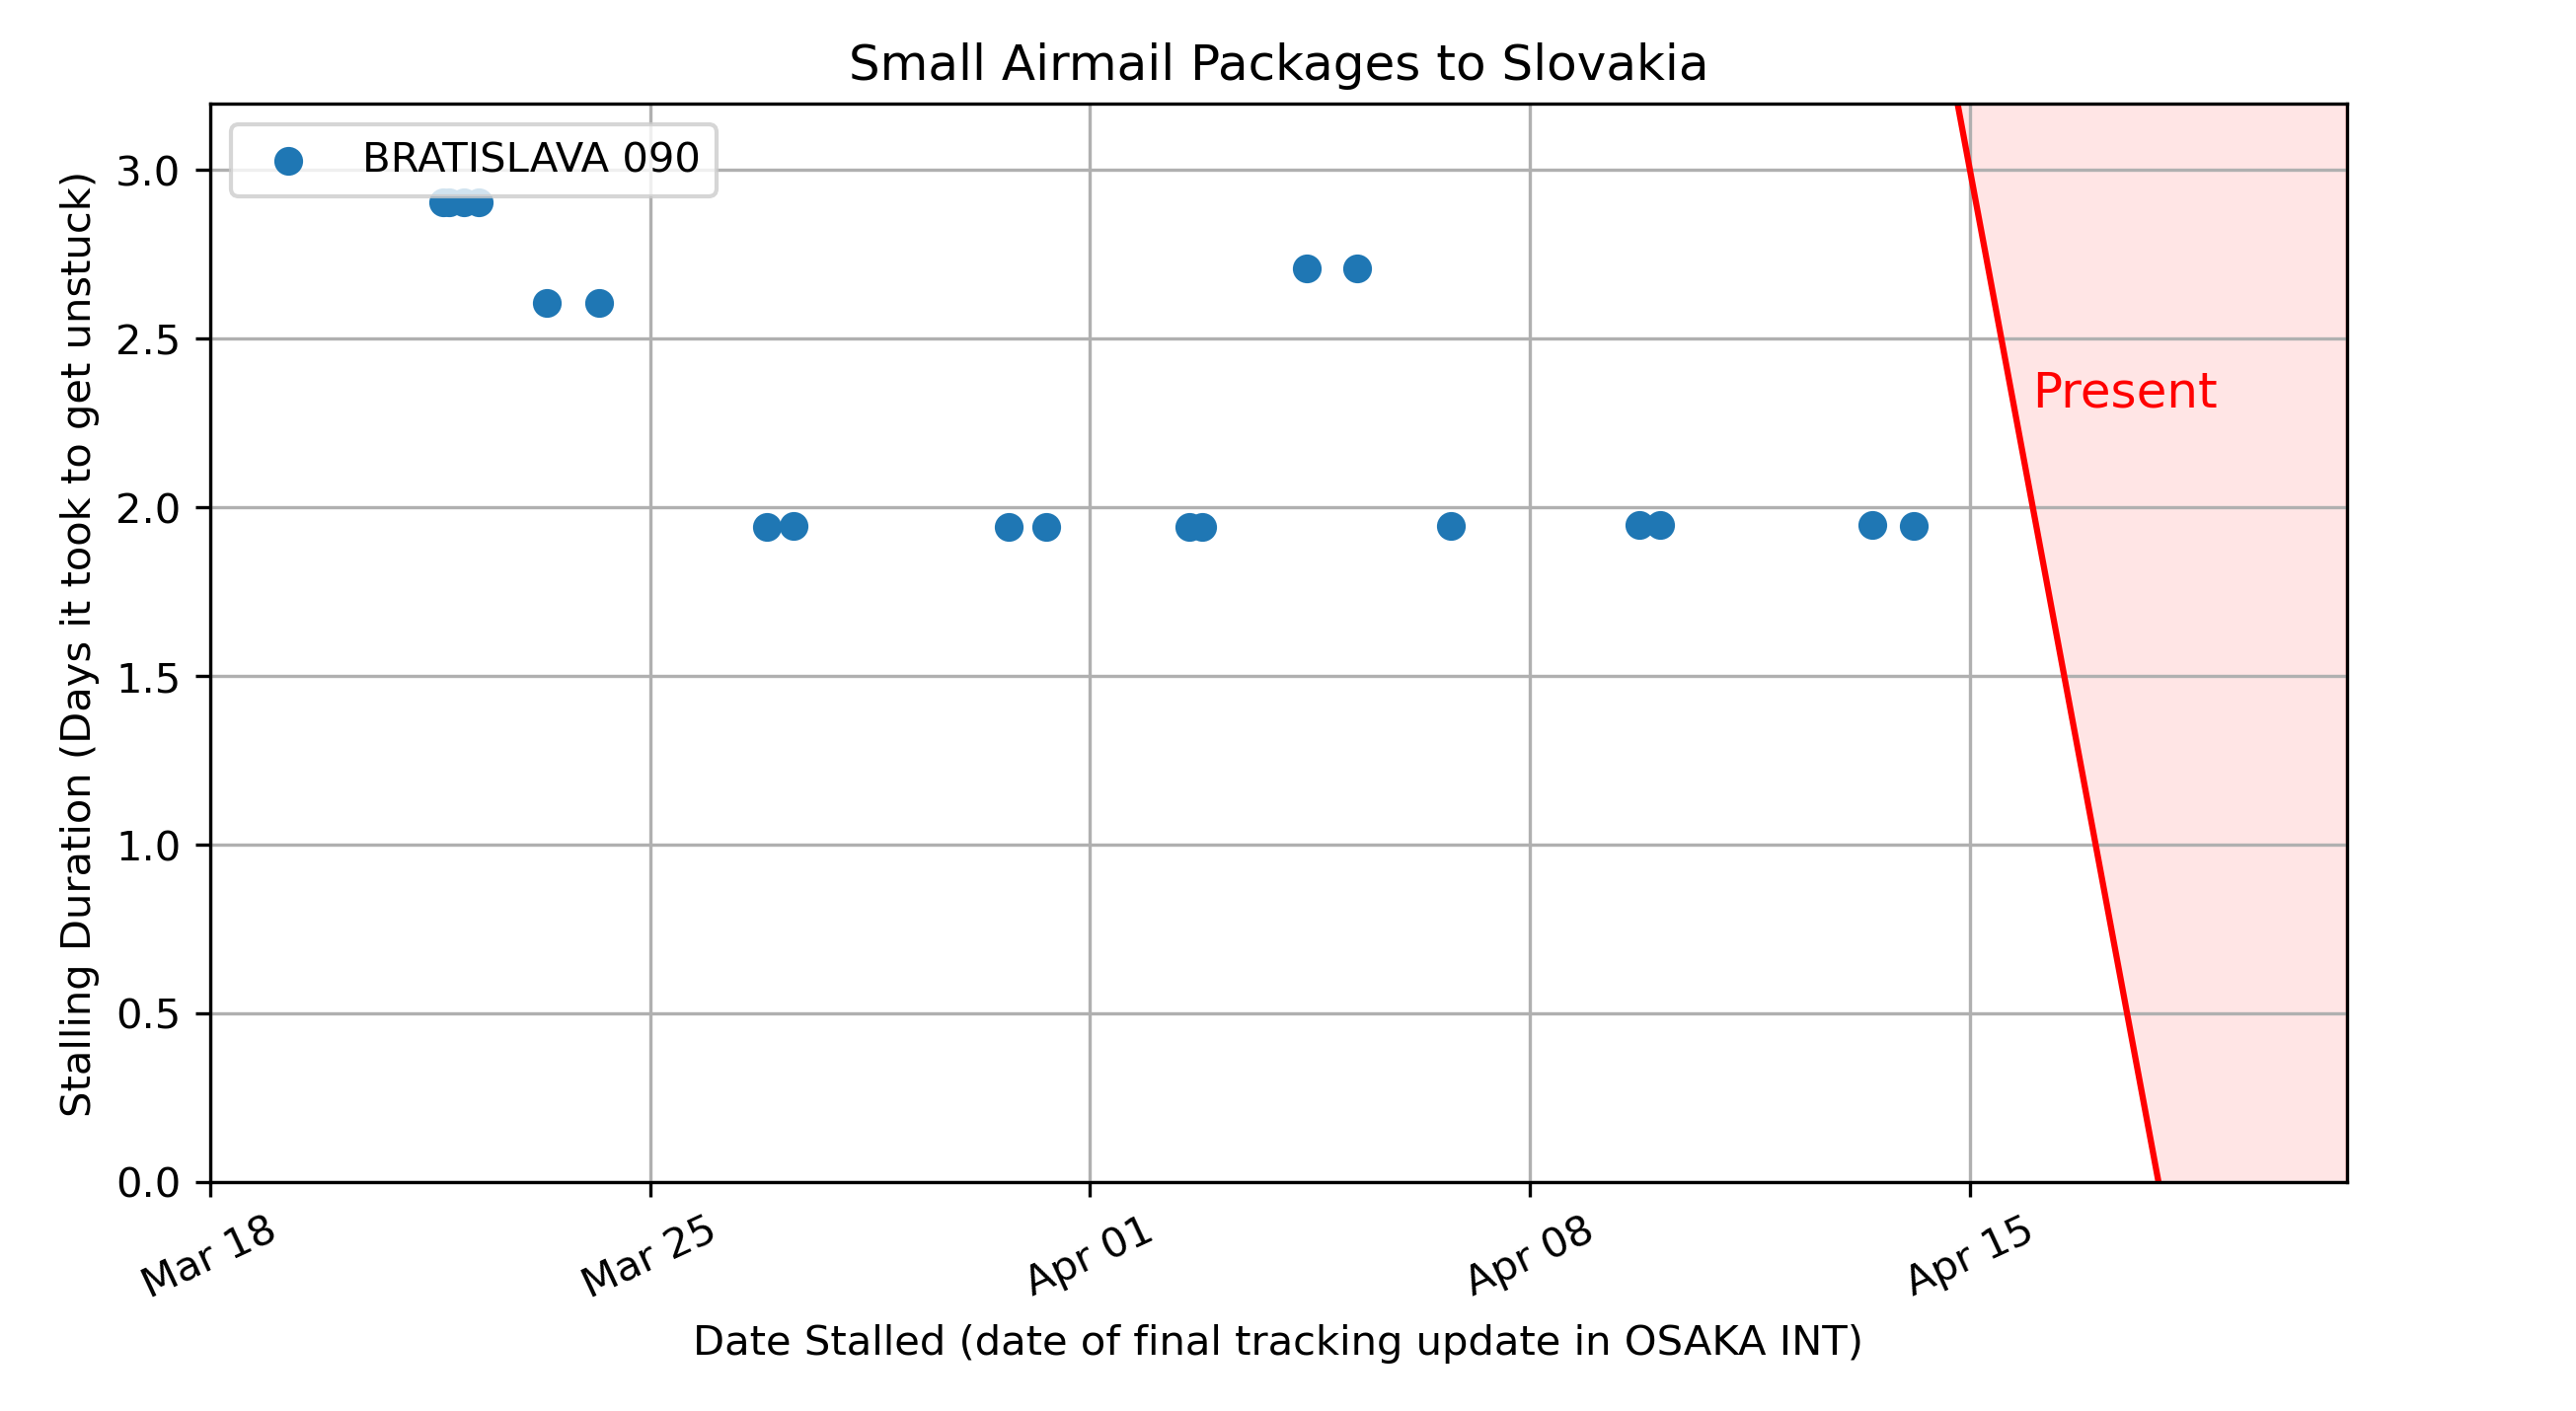 Small Airmail Packages to Slovakia
BRATISLAVA 090
Present
Stalling Duration (Days it took to get unstuck)
3.0
2.5
2.0
1.5
1.0
0.5
0.0
Mar 18
Mar 25
Apr 01
Apr 08
Apr 15
Date Stalled (date of final tracking update in OSAKA INT)